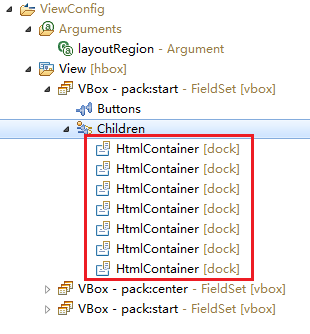 ViewConfig
Arguments
layoutRegion - Argument
View [hbox]
VBox - pack:start - FieldSet [vbox]
Buttons
Children
HtmlContainer [dock]
HtmlContainer [dock]
HtmlContainer [dock]
HtmlContainer [dock]
HtmlContainer [dock]
HtmlContainer [dock]
HtmlContainer [dock]
VBox - pack:center - FieldSet [vbox]
VBox - pack:start - FieldSet [vbox]